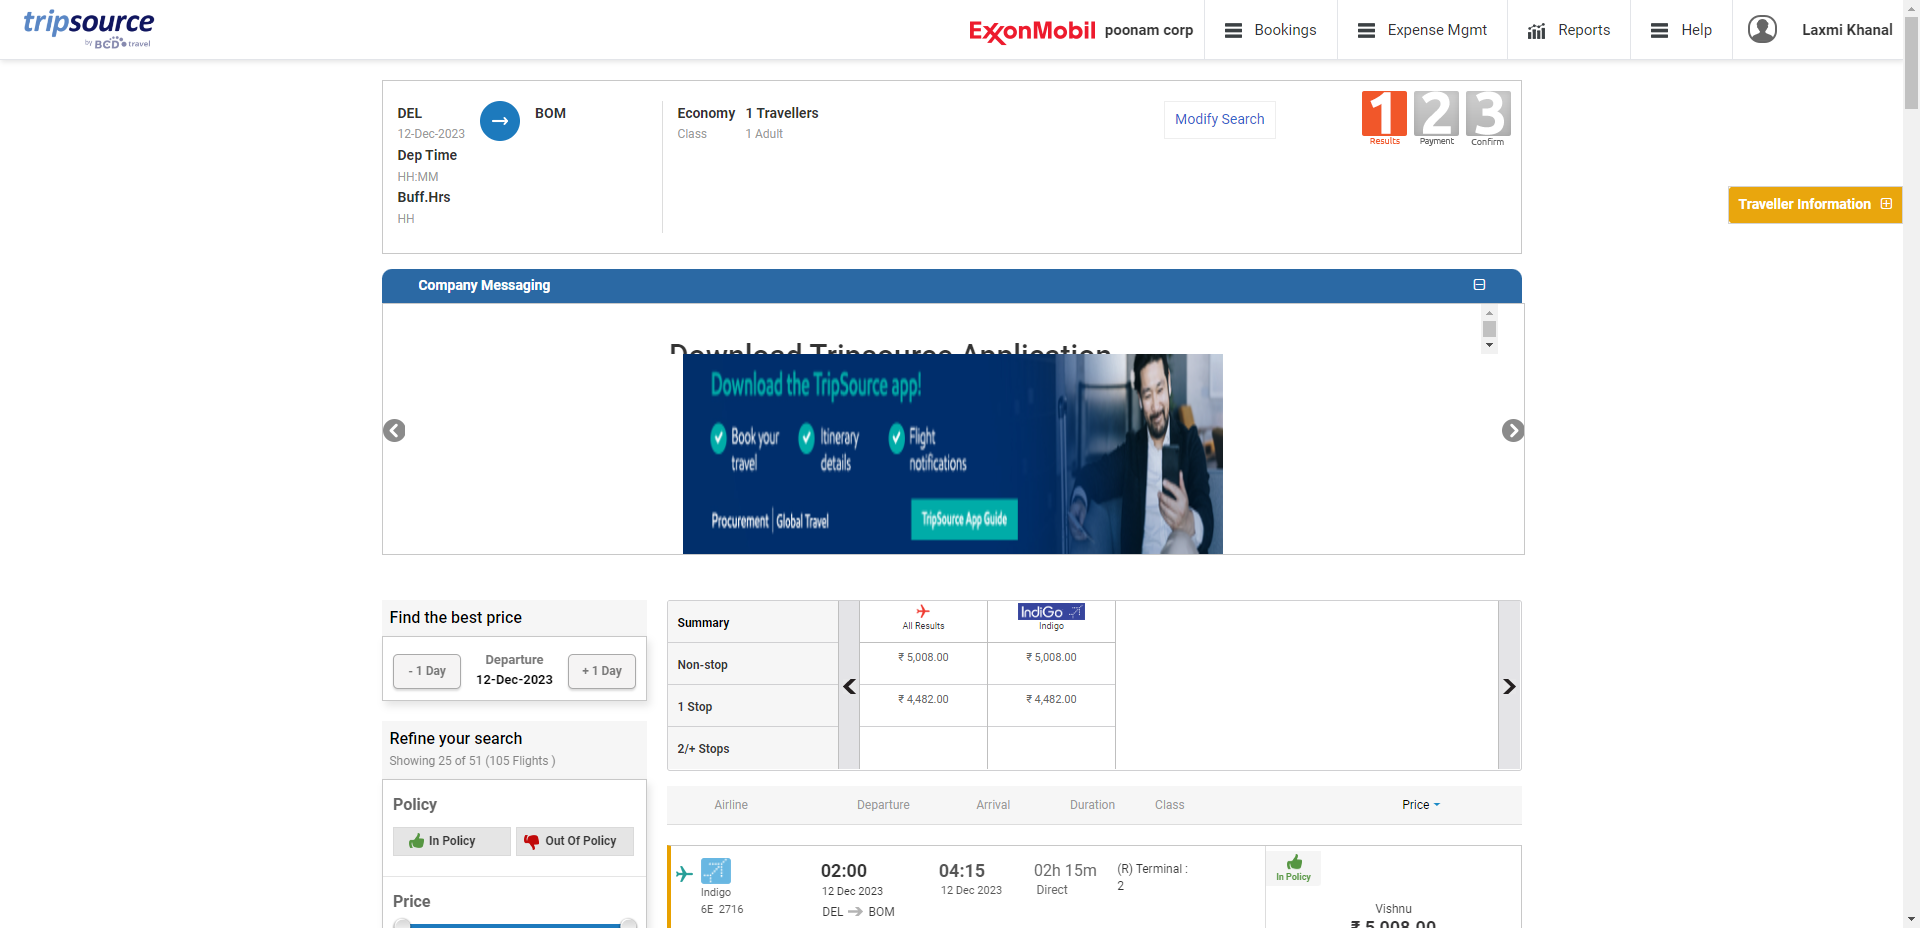 tripsource
by BCD travel
ExxonMobil poonam corp
Bookings
Expense Mgmt
Reports
Help
Laxmi Khanal
DEL
12-Dec-2023
BOM
Dep Time
HH:MM
Buff.Hrs
HH
Economy 1 Travellers
Class 1 Adult
Modify Search
1 2 3
Results Payment Confirm
Traveller Information
Company Messaging
Download Tripsource Application
Download the TripSource app!
Book your travel
Itinerary details
Flight notifications
Procurement | Global Travel
TripSource App Guide
Find the best price
- 1 Day
Departure
12-Dec-2023
+ 1 Day
Refine your search
Showing 25 of 51 (105 Flights )
Policy
In Policy
Out Of Policy
Price
Summary
All Results
IndiGo
Indigo
Non-stop ₹ 5,008.00 ₹ 5,008.00
1 Stop ₹ 4,482.00 ₹ 4,482.00
2/+ Stops
Airline Departure Arrival Duration Class Price
Indigo
6E 2716
02:00
12 Dec 2023
DEL BOM
04:15
12 Dec 2023
02h 15m
Direct
(R) Terminal :
2
In Policy
Vishnu
₹ 5,008.00